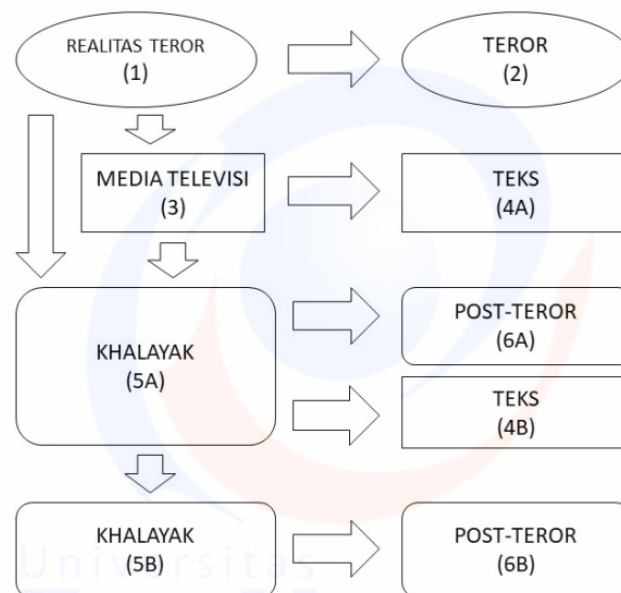 REALITAS TEROR
(1)
TEROR
(2)
MEDIA TELEVISI
(3)
TEKS
(4A)
KHALAYAK
(5A)
POST-TEROR
(6A)
TEKS
(4B)
KHALAYAK
(5B)
POST-TEROR
(6B)
Universitas